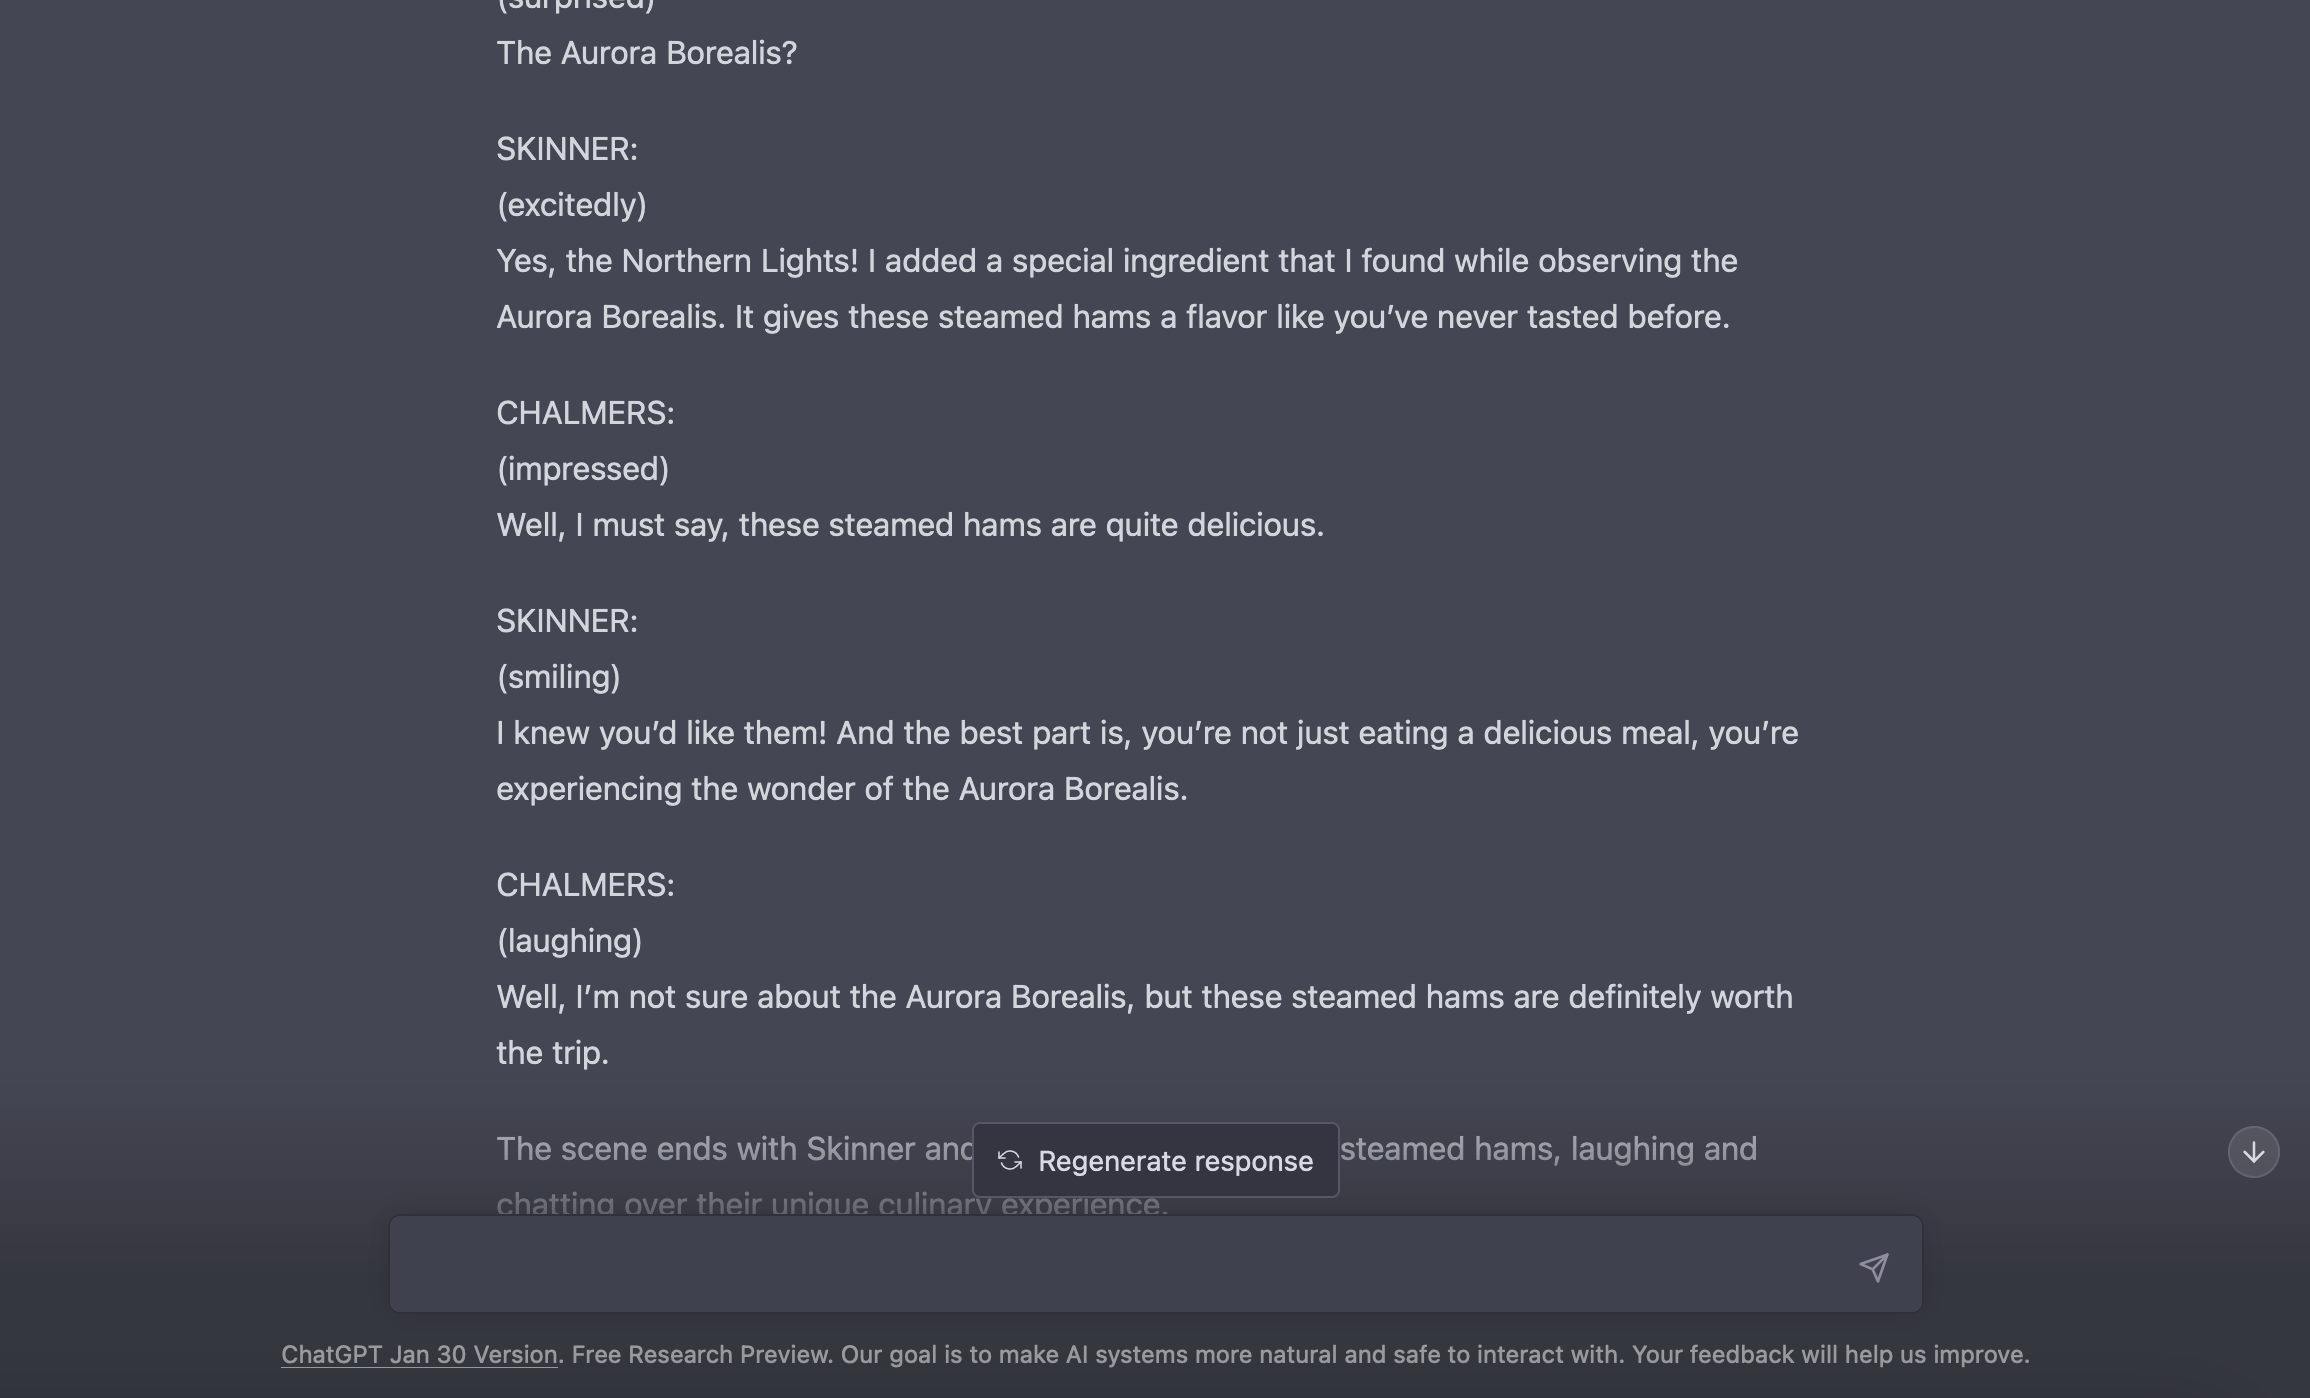 (surprised)
The Aurora Borealis?
SKINNER:
(excitedly)
Yes, the Northern Lights! I added a special ingredient that I found while observing the
Aurora Borealis. It gives these steamed hams a flavor like you’ve never tasted before.
CHALMERS:
(impressed)
Well, I must say, these steamed hams are quite delicious.
SKINNER:
(smiling)
I knew you’d like them! And the best part is, you’re not just eating a delicious meal, you’re
experiencing the wonder of the Aurora Borealis.
CHALMERS:
(laughing)
Well, I’m not sure about the Aurora Borealis, but these steamed hams are definitely worth
the trip.
The scene ends with Skinner and steamed hams, laughing and
Regenerate response
chatting over their unique culinary experience.
ChatGPT Jan 30 Version. Free Research Preview. Our goal is to make AI systems more natural and safe to interact with. Your feedback will help us improve.